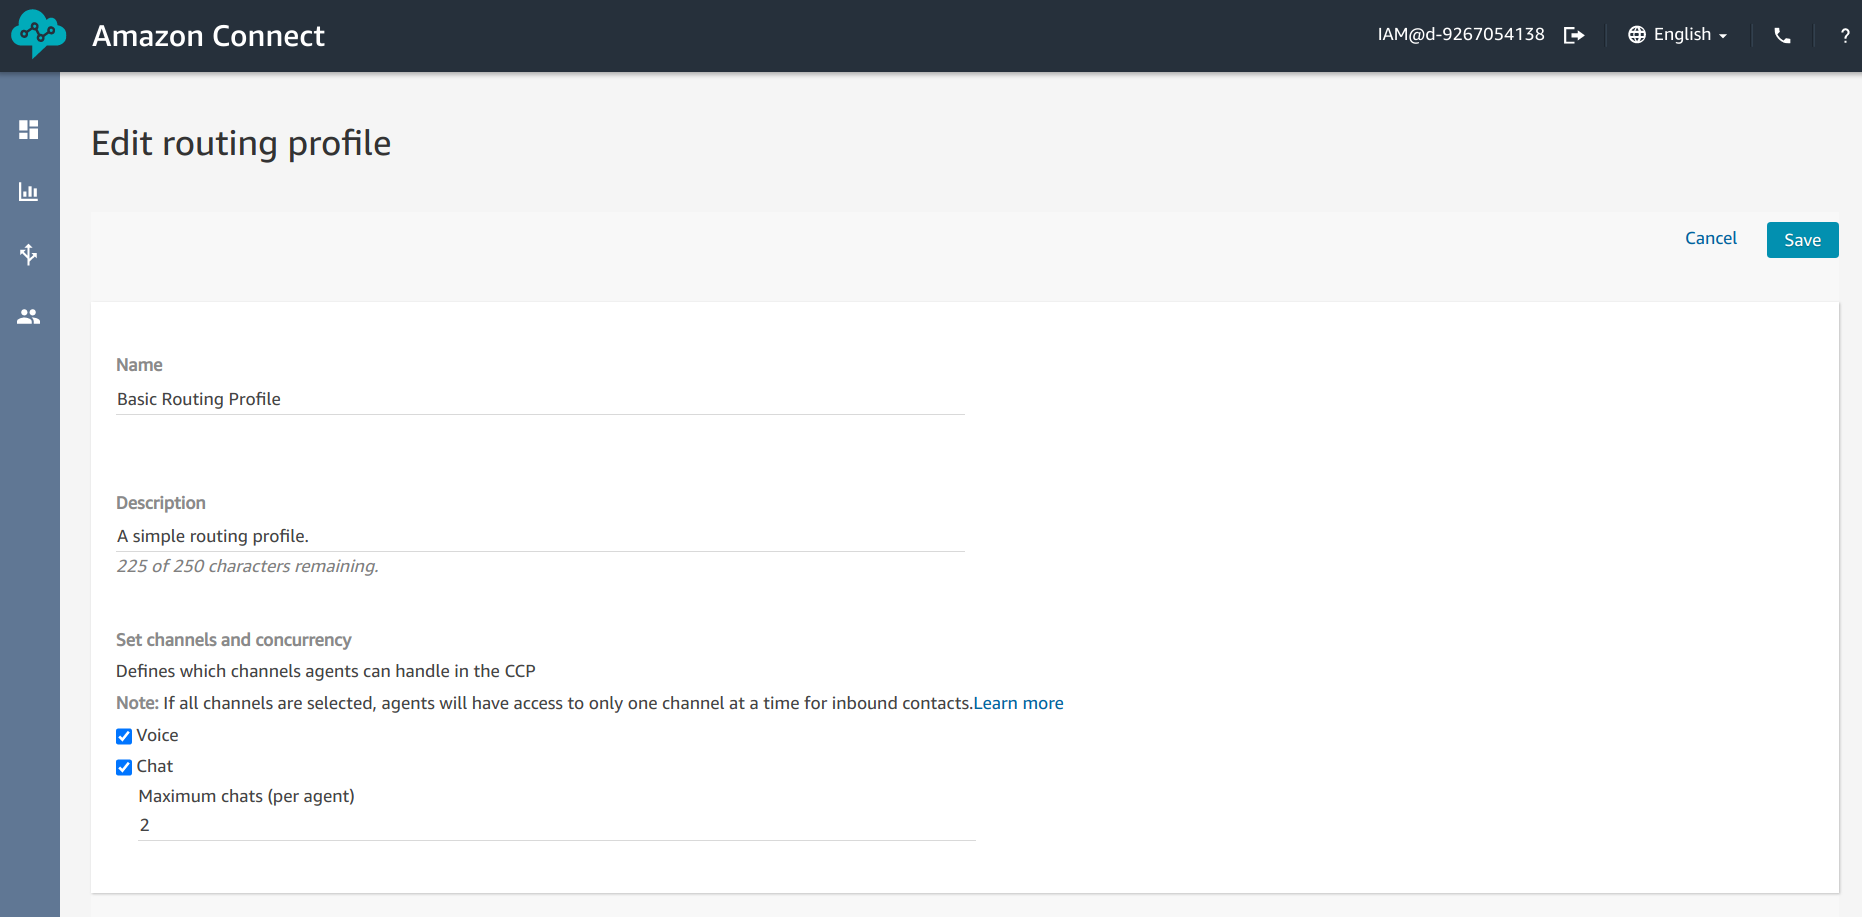 Amazon Connect
IAM@d-9267054138
English
?
Edit routing profile
Cancel
Save
Name
Basic Routing Profile
Description
A simple routing profile.
225 of 250 characters remaining.
Set channels and concurrency
Defines which channels agents can handle in the CCP
Note: If all channels are selected, agents will have access to only one channel at a time for inbound contacts.Learn more
Voice
Chat
Maximum chats (per agent)
2